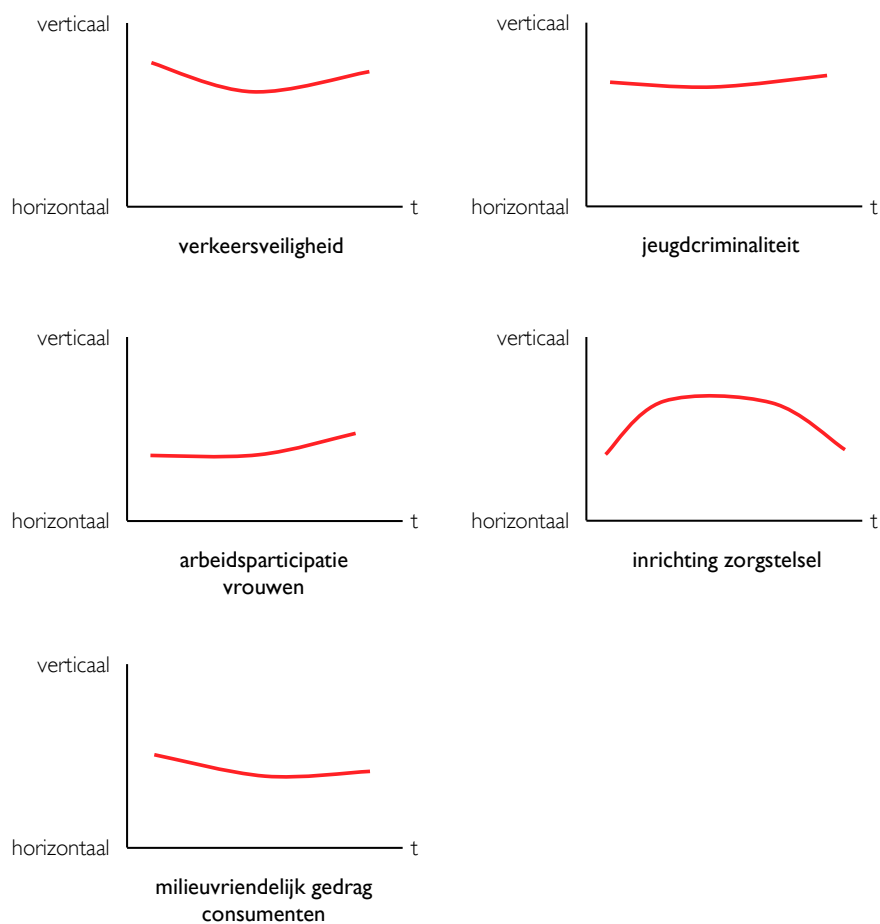 verticaal
horizontaal
t
verkeersveiligheid
verticaal
horizontaal
t
jeugdcriminaliteit
verticaal
horizontaal
t
arbeidsparticipatie
vrouwen
verticaal
horizontaal
t
inrichting zorgstelsel
verticaal
horizontaal
t
milieuvriendelijk gedrag
consumenten